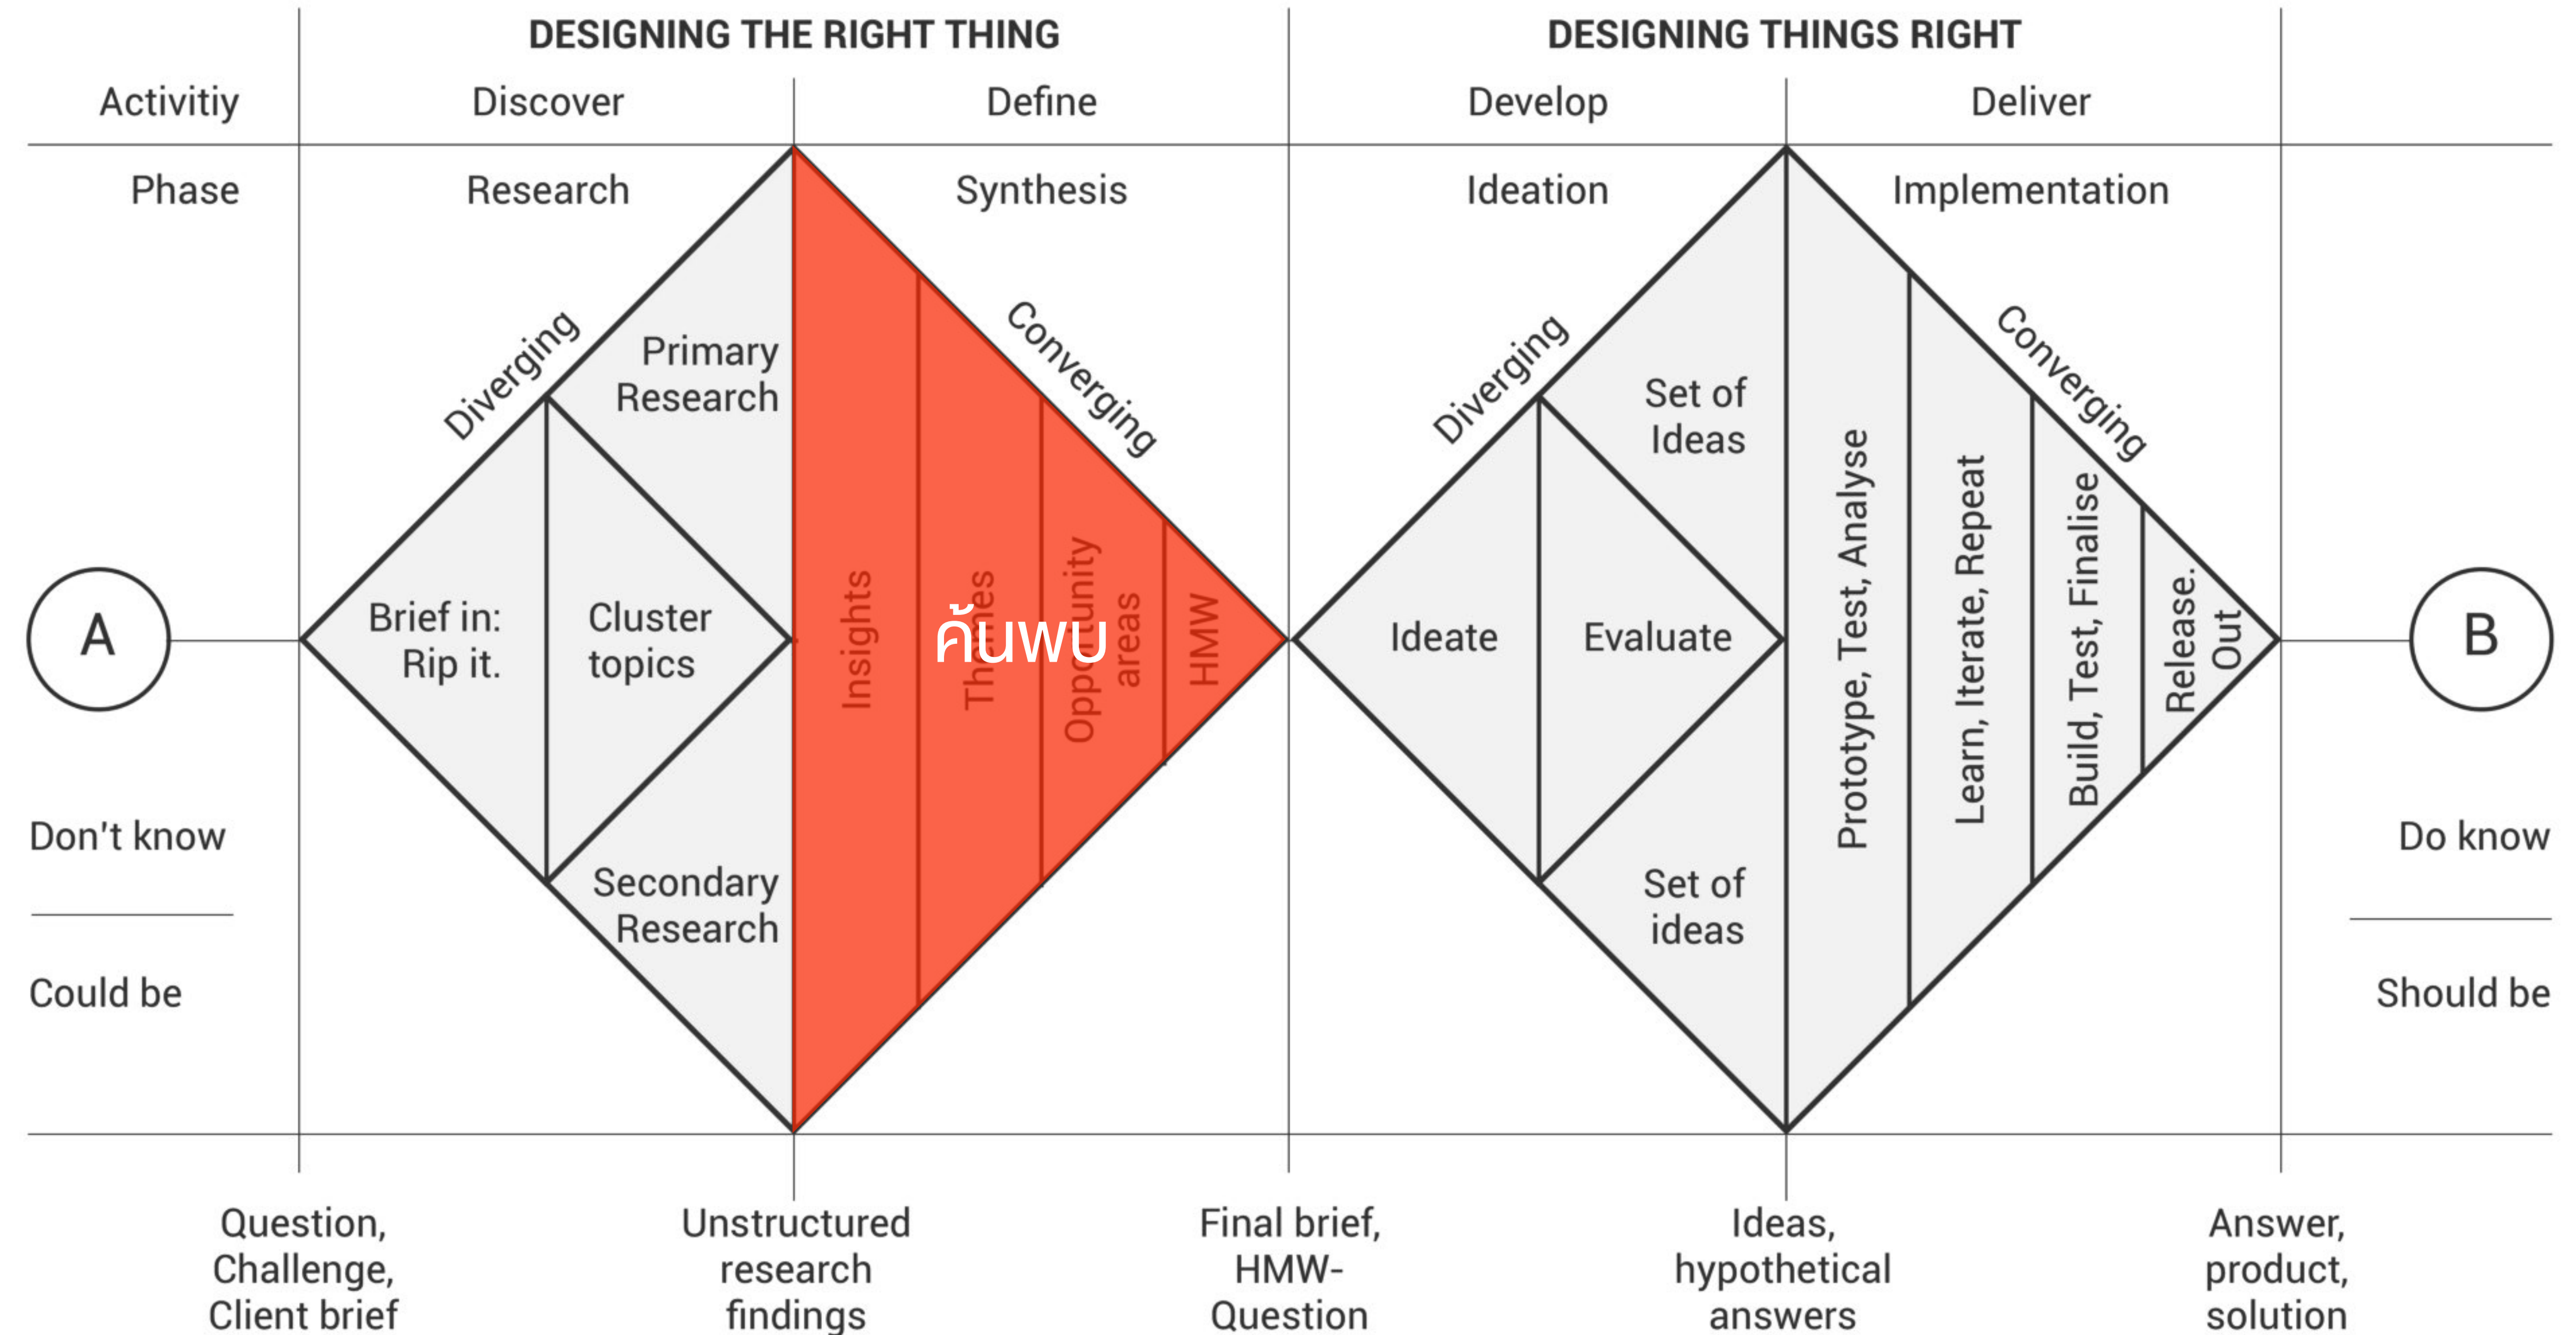 DESIGNING THE RIGHT THING
DESIGNING THINGS RIGHT
Activitiy
Discover
Define
Develop
Deliver
Phase
Research
Synthesis
Ideation
Implementation
Diverging
Converging
Diverging
Converging
Primary
Research
Set of
Ideas
A
Brief in:
Rip it.
Cluster
topics
Insights
Themes
Opportunity
areas
HMW
ค้นพบ
Ideate
Evaluate
Prototype, Test, Analyse
Learn, Iterate, Repeat
Build, Test, Finalise
Release.
Out
B
Don't know
Could be
Secondary
Research
Set of
ideas
Do know
Should be
Question,
Challenge,
Client brief
Unstructured
research
findings
Final brief,
HMW-
Question
Ideas,
hypothetical
answers
Answer,
product,
solution